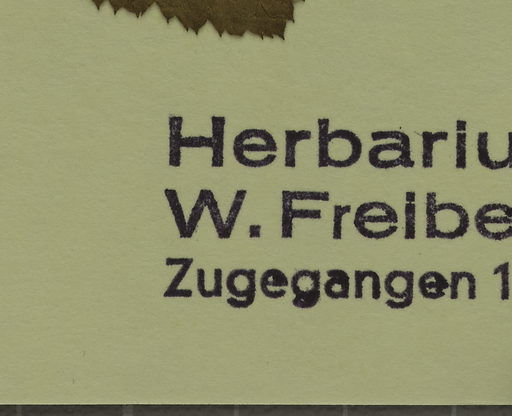 Herbariu
W. Freibe
Zugegangen 1